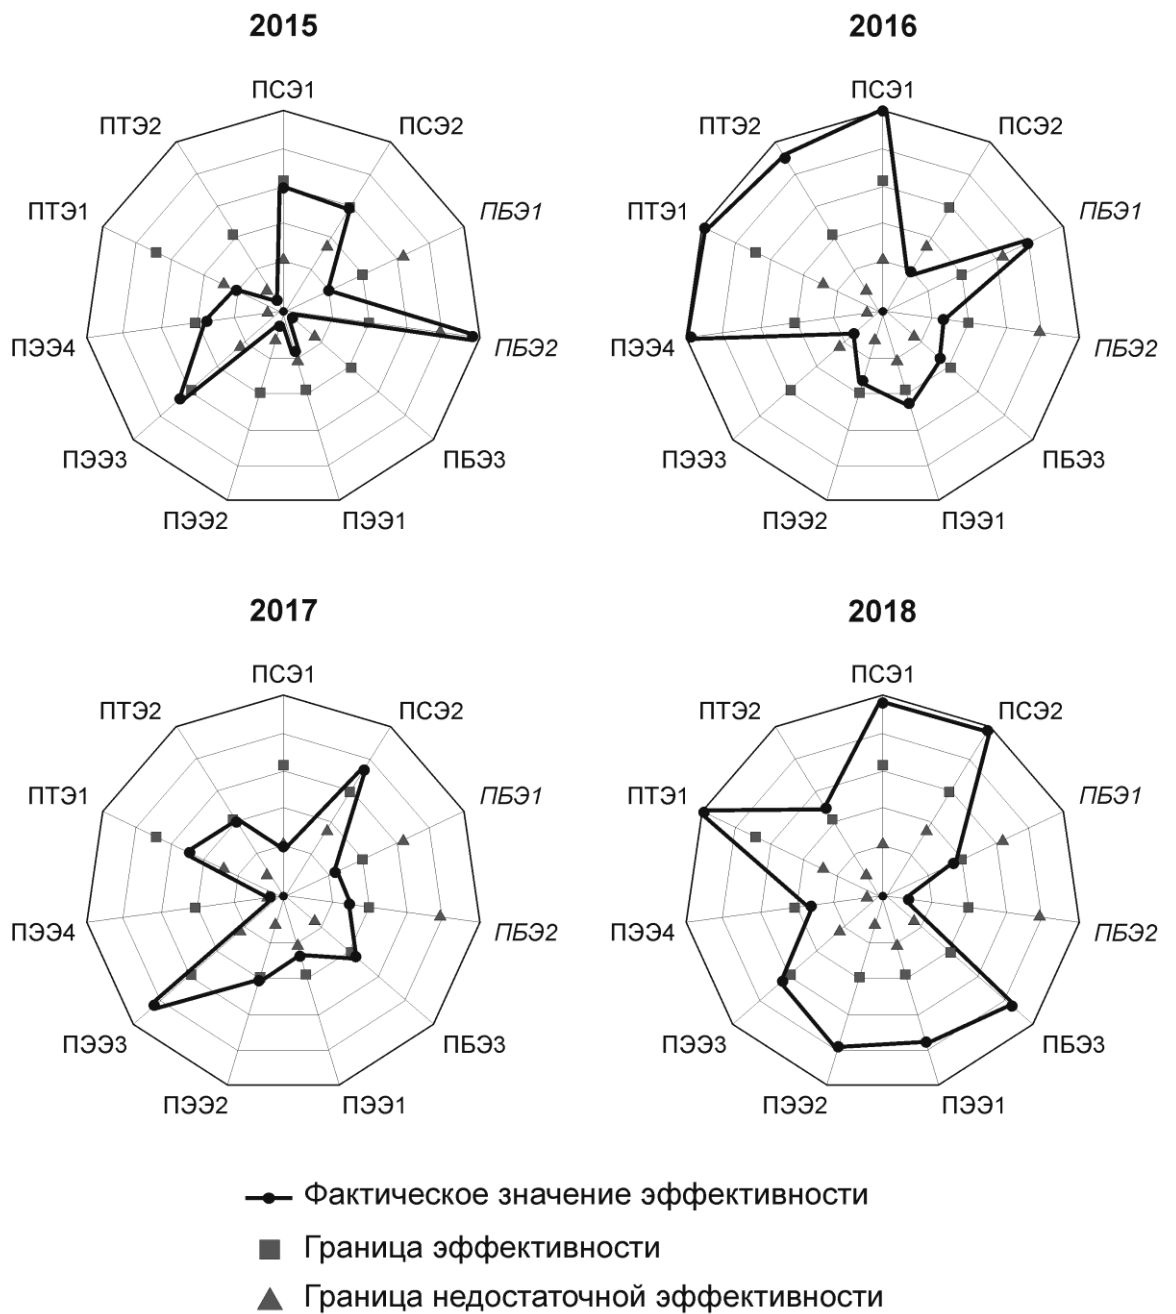 2015
ПСЭ1
ПСЭ2
ПБЭ1
ПБЭ2
ПБЭ3
ПЭЭ1
ПЭЭ2
ПЭЭ3
ПЭЭ4
ПТЭ1
ПТЭ2
2016
ПСЭ1
ПСЭ2
ПБЭ1
ПБЭ2
ПБЭ3
ПЭЭ1
ПЭЭ2
ПЭЭ3
ПЭЭ4
ПТЭ1
ПТЭ2
2017
ПСЭ1
ПСЭ2
ПБЭ1
ПБЭ2
ПБЭ3
ПЭЭ1
ПЭЭ2
ПЭЭ3
ПЭЭ4
ПТЭ1
ПТЭ2
2018
ПСЭ1
ПСЭ2
ПБЭ1
ПБЭ2
ПБЭ3
ПЭЭ1
ПЭЭ2
ПЭЭ3
ПЭЭ4
ПТЭ1
ПТЭ2
Фактическое значение эффективности
Граница эффективности
Граница недостаточной эффективности